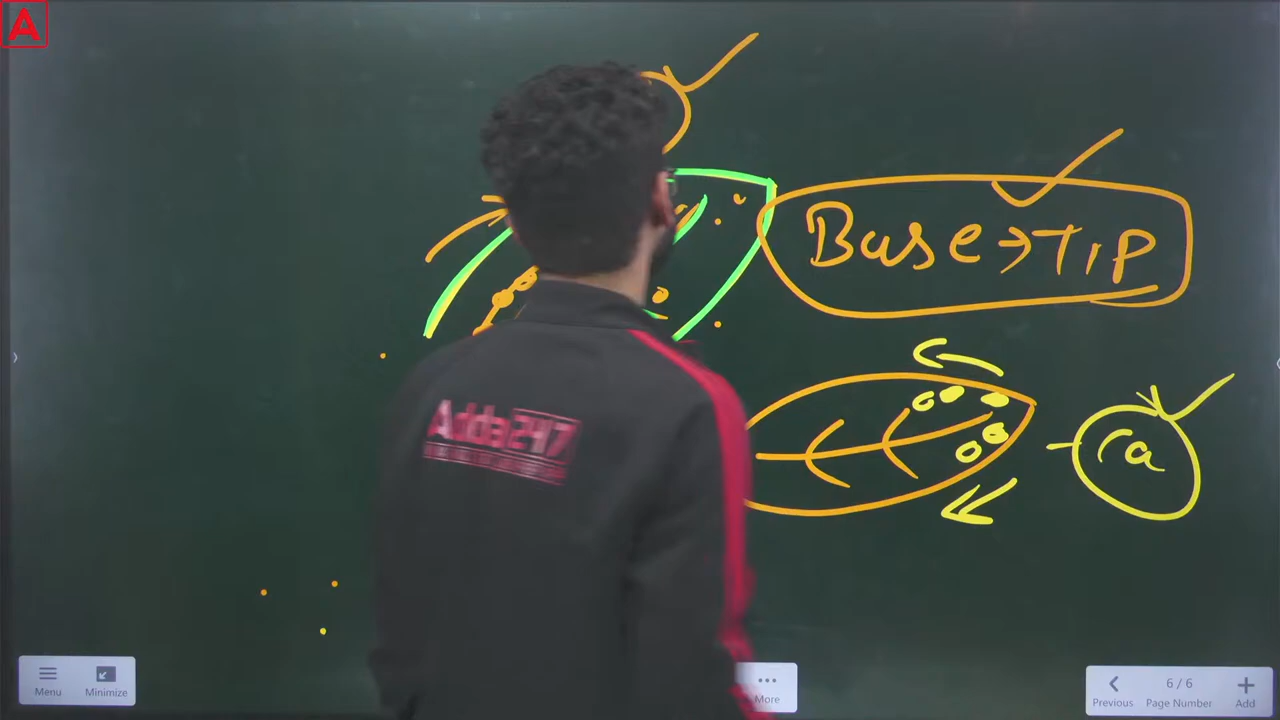 A
Base → TIP
Ca
Adda247
Menu
Minimize
More
Previous
6 / 6
Page Number
Add